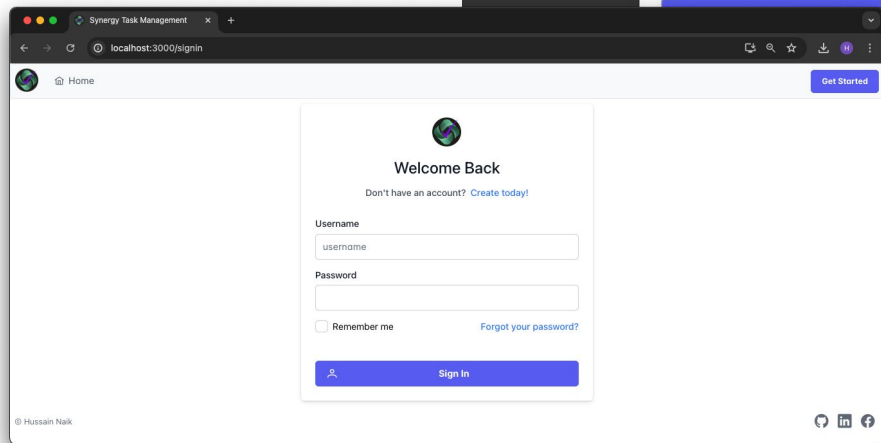 Synergy Task Management
localhost:3000/signin
H
Home
Get Started
Welcome Back
Don't have an account? Create today!
Username
username
Password
Remember me
Forgot your password?
Sign In
© Hussain Naik
in